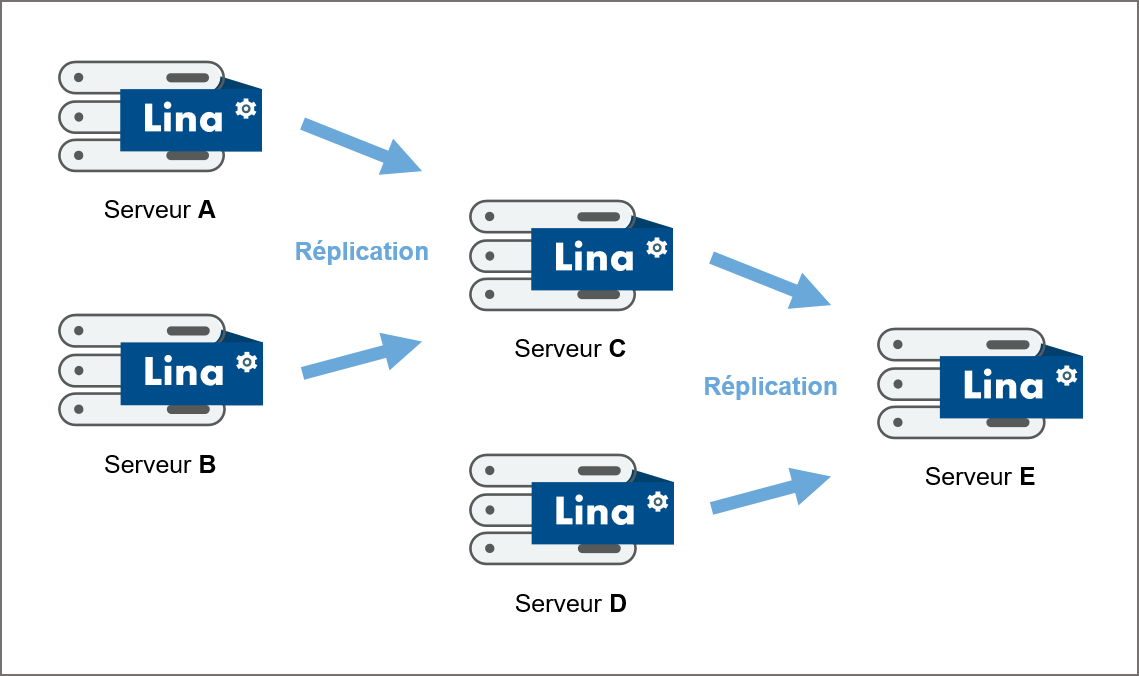 Lina
Serveur A
Réplication
Lina
Serveur B
Lina
Serveur C
Réplication
Lina
Serveur D
Lina
Serveur E